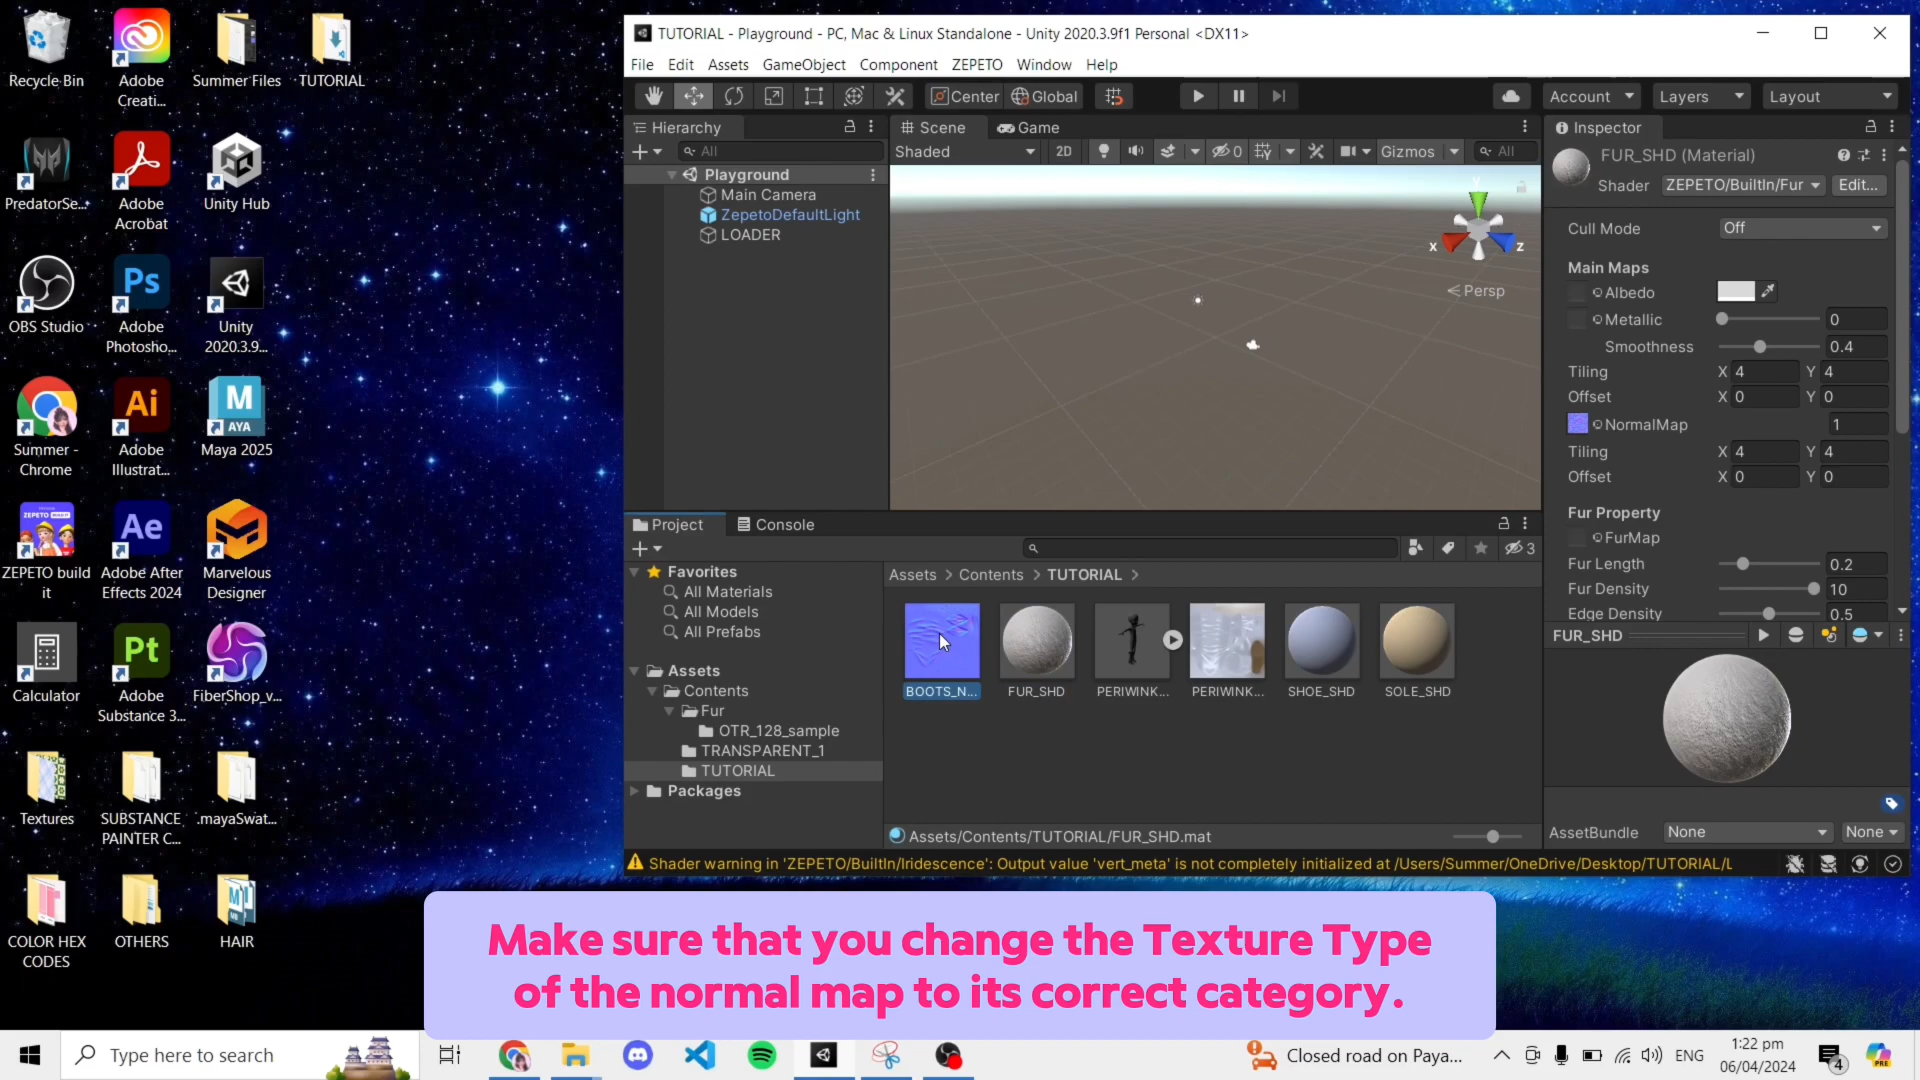 Recycle Bin
Adobe
Creati...
Summer Files
TUTORIAL
PredatorSe...
Adobe
Acrobat
Unity Hub
OBS Studio
Adobe
Photosho...
Unity
2020.3.9...
Summer -
Chrome
Adobe
Illustrat...
Maya 2025
ZEPETO build
it
Adobe After
Effects 2024
Marvelous
Designer
Calculator
Adobe
Substance 3...
FiberShop_v...
Textures
SUBSTANCE
PAINTER C...
.mayaSwat...
COLOR HEX
CODES
OTHERS
HAIR
TUTORIAL - Playground - PC, Mac & Linux Standalone - Unity 2020.3.9f1 Personal <DX11>
File Edit Assets GameObject Component ZEPETO Window Help
Center Global Account Layers Layout
Hierarchy
All
Playground
Main Camera
ZepetoDefaultLight
LOADER
Scene Game
Shaded 2D 0 Gizmos All
x z
Persp
Inspector
FUR_SHD (Material)
Shader ZEPETO/BuiltIn/Fur Edit...
Cull Mode Off
Main Maps
Albedo
Metallic 0
Smoothness 0.4
Tiling X 4 Y 4
Offset X 0 Y 0
NormalMap 1
Tiling X 4 Y 4
Offset X 0 Y 0
Fur Property
FurMap
Fur Length 0.2
Fur Density 10
Edge Density 0.5
FUR_SHD
AssetBundle None None
Project Console
3
Favorites
All Materials
All Models
All Prefabs
Assets
Contents
Fur
OTR_128_sample
TRANSPARENT_1
TUTORIAL
Packages
Assets > Contents > TUTORIAL >
BOOTS_N... FUR_SHD PERIWINK... PERIWINK... SHOE_SHD SOLE_SHD
Assets/Contents/TUTORIAL/FUR_SHD.mat
Shader warning in 'ZEPETO/BuiltIn/Iridescence': Output value 'vert_meta' is not completely initialized at /Users/Summer/OneDrive/Desktop/TUTORIAL/L
Make sure that you change the Texture Type
of the normal map to its correct category.
Type here to search
Closed road on Paya...
ENG
1:22 pm
06/04/2024
4